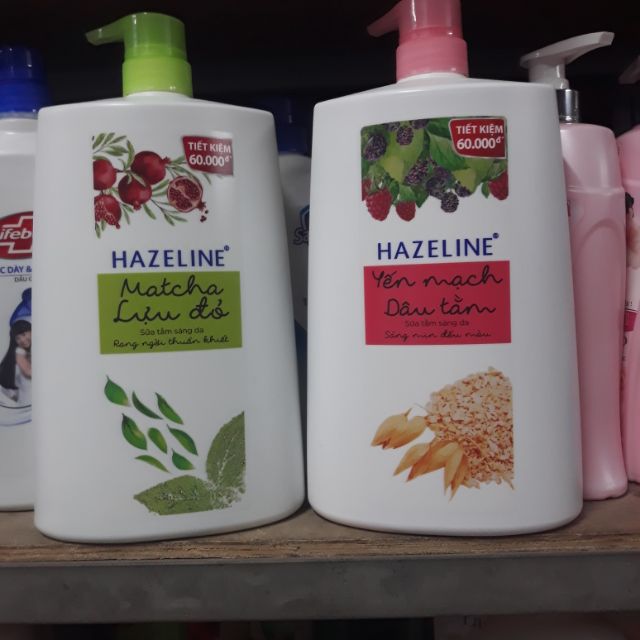 TIẾT KIỆM
60.000đ
HAZELINE
Matcha
Lựu đỏ
Sữa tắm sáng da
Rạng ngời thuần khiết
TIẾT KIỆM
60.000đ
HAZELINE
Yến mạch
Dâu tằm
Sữa tắm sáng da
Sáng mịn đều màu
ifeb